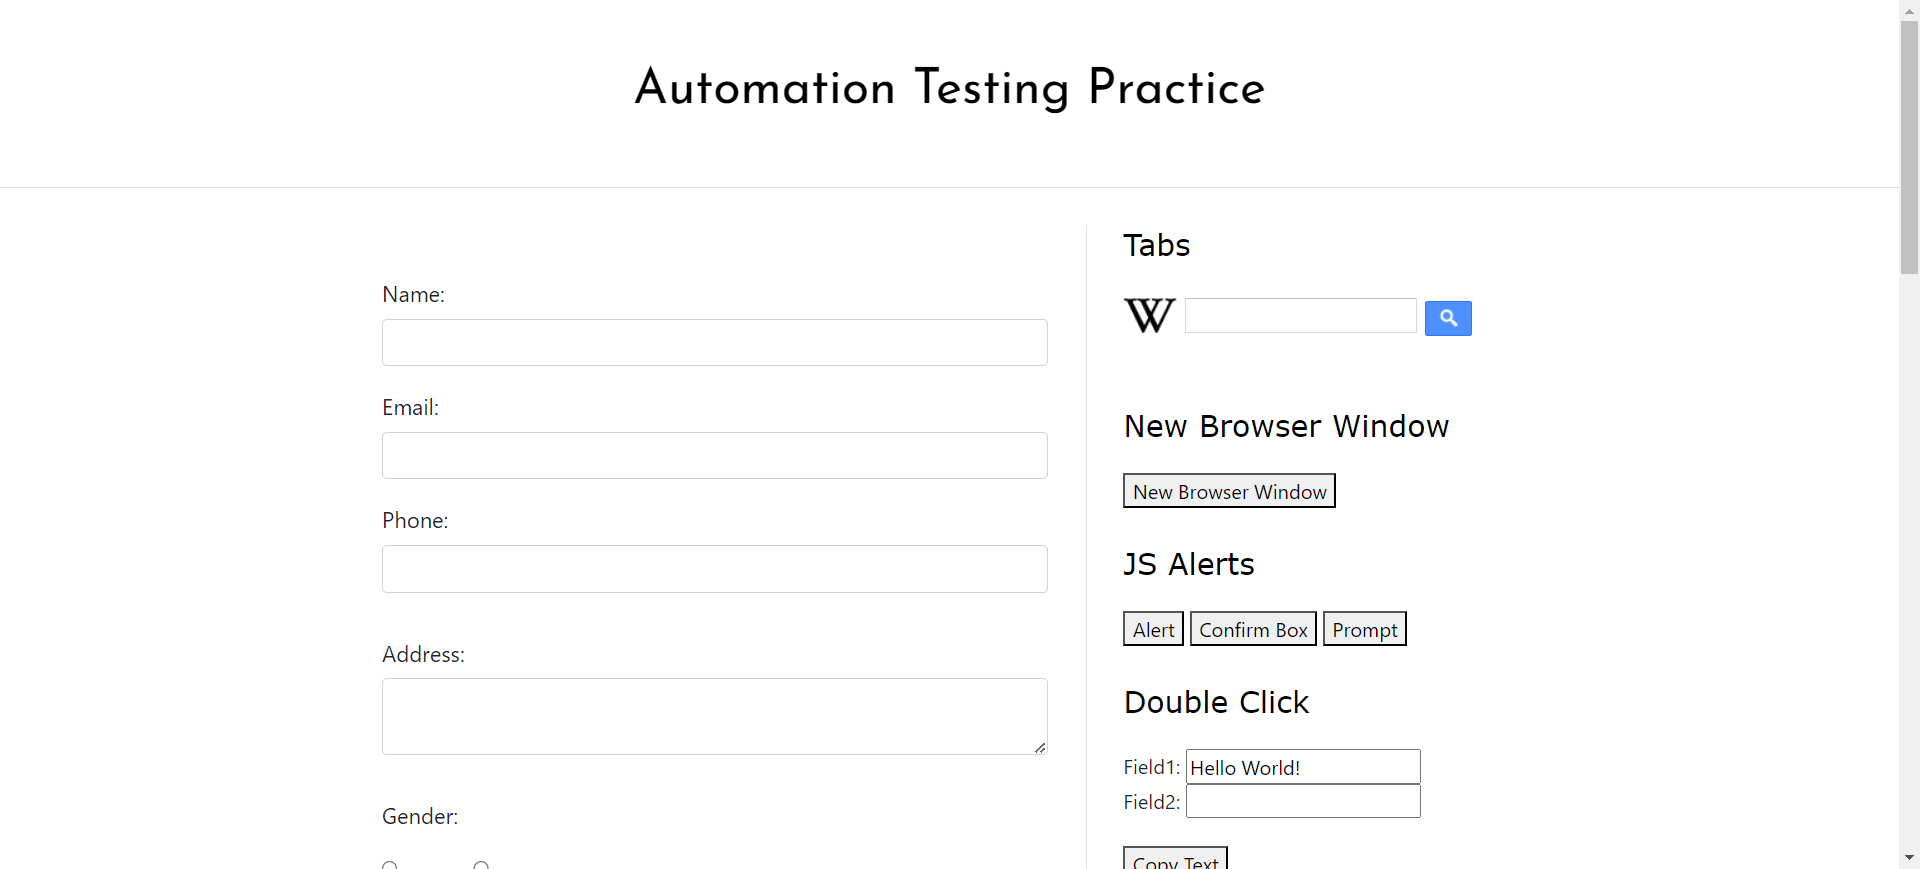 Automation Testing Practice
Name:
Email:
Phone:
Address:
Gender:
Tabs
W
New Browser Window
New Browser Window
JS Alerts
Alert Confirm Box Prompt
Double Click
Field1: Hello World!
Field2:
Copy Text